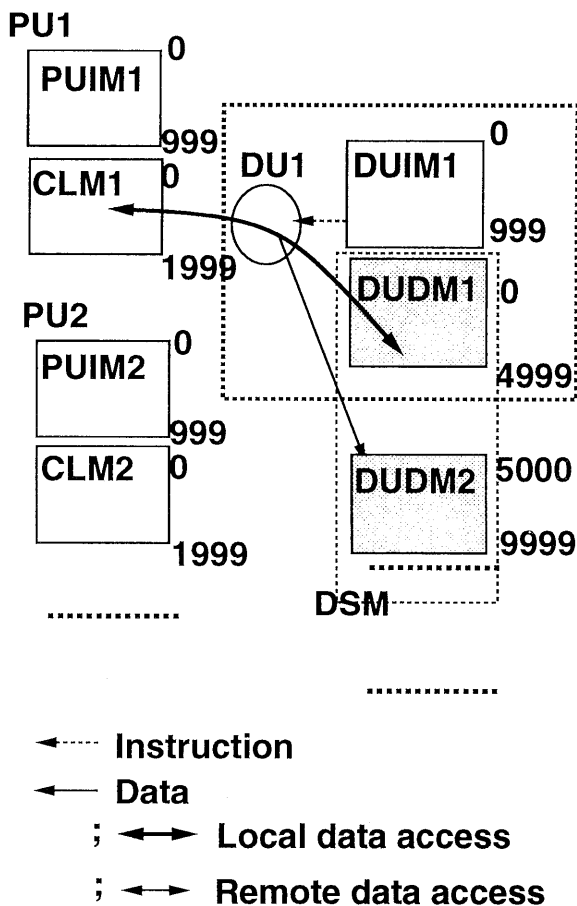 PU1
0
PUIM1
999
0
CLM1
1999
DU1
0
DUIM1
999
DUDM1
0
4999
PU2
0
PUIM2
999
CLM2
0
1999
DUDM2
5000
9999
DSM
Instruction
Data
; Local data access
; Remote data access